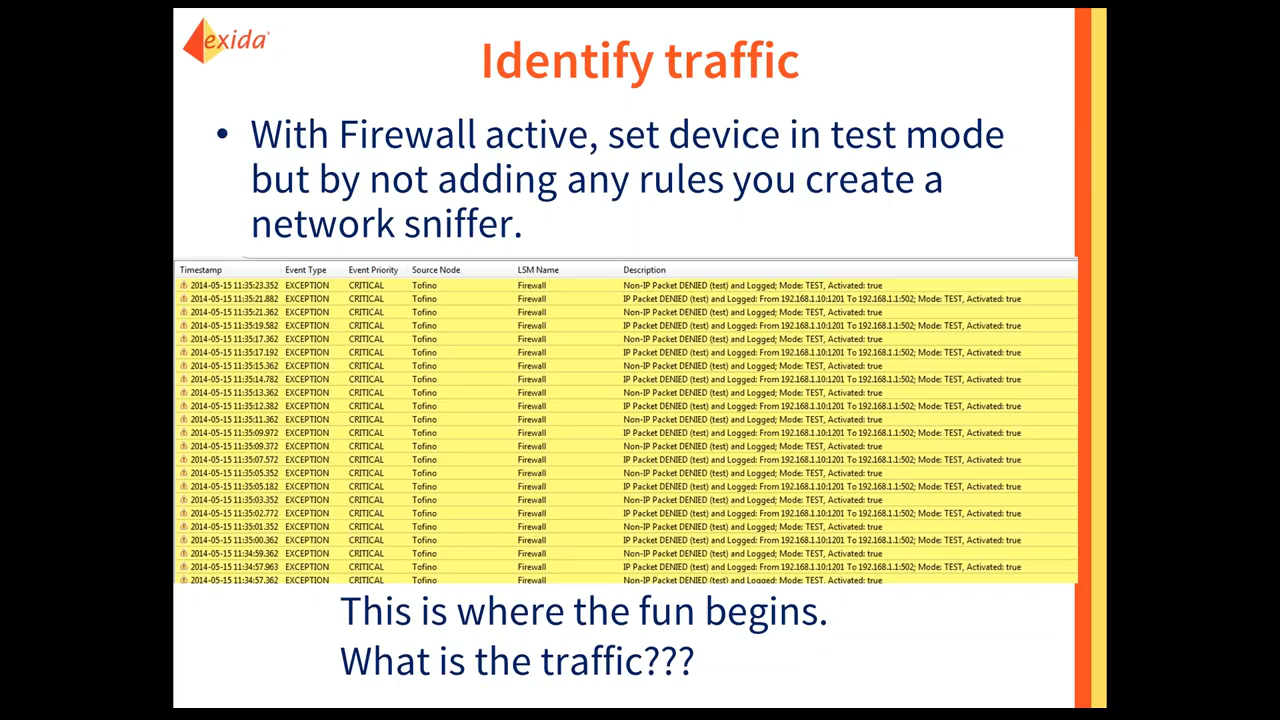 exida
Identify traffic
• With Firewall active, set device in test mode
but by not adding any rules you create a
network sniffer.
Timestamp Event Type Event Priority Source Node LSM Name Description
2014-05-15 11:35:23.352 EXCEPTION CRITICAL Tofino Firewall Non-IP Packet DENIED (test) and Logged; Mode: TEST, Activated: true
2014-05-15 11:35:21.882 EXCEPTION CRITICAL Tofino Firewall IP Packet DENIED (test) and Logged: From 192.168.1.10:1201 To 192.168.1.1:502; Mode: TEST, Activated: true
2014-05-15 11:35:21.362 EXCEPTION CRITICAL Tofino Firewall Non-IP Packet DENIED (test) and Logged; Mode: TEST, Activated: true
2014-05-15 11:35:19.582 EXCEPTION CRITICAL Tofino Firewall IP Packet DENIED (test) and Logged: From 192.168.1.10:1201 To 192.168.1.1:502; Mode: TEST, Activated: true
2014-05-15 11:35:17.362 EXCEPTION CRITICAL Tofino Firewall Non-IP Packet DENIED (test) and Logged; Mode: TEST, Activated: true
2014-05-15 11:35:17.192 EXCEPTION CRITICAL Tofino Firewall IP Packet DENIED (test) and Logged: From 192.168.1.10:1201 To 192.168.1.1:502; Mode: TEST, Activated: true
2014-05-15 11:35:15.362 EXCEPTION CRITICAL Tofino Firewall Non-IP Packet DENIED (test) and Logged; Mode: TEST, Activated: true
2014-05-15 11:35:14.782 EXCEPTION CRITICAL Tofino Firewall IP Packet DENIED (test) and Logged: From 192.168.1.10:1201 To 192.168.1.1:502; Mode: TEST, Activated: true
2014-05-15 11:35:13.362 EXCEPTION CRITICAL Tofino Firewall Non-IP Packet DENIED (test) and Logged; Mode: TEST, Activated: true
2014-05-15 11:35:12.382 EXCEPTION CRITICAL Tofino Firewall IP Packet DENIED (test) and Logged: From 192.168.1.10:1201 To 192.168.1.1:502; Mode: TEST, Activated: true
2014-05-15 11:35:11.362 EXCEPTION CRITICAL Tofino Firewall Non-IP Packet DENIED (test) and Logged; Mode: TEST, Activated: true
2014-05-15 11:35:09.972 EXCEPTION CRITICAL Tofino Firewall IP Packet DENIED (test) and Logged: From 192.168.1.10:1201 To 192.168.1.1:502; Mode: TEST, Activated: true
2014-05-15 11:35:09.372 EXCEPTION CRITICAL Tofino Firewall Non-IP Packet DENIED (test) and Logged; Mode: TEST, Activated: true
2014-05-15 11:35:07.572 EXCEPTION CRITICAL Tofino Firewall IP Packet DENIED (test) and Logged: From 192.168.1.10:1201 To 192.168.1.1:502; Mode: TEST, Activated: true
2014-05-15 11:35:05.352 EXCEPTION CRITICAL Tofino Firewall Non-IP Packet DENIED (test) and Logged; Mode: TEST, Activated: true
2014-05-15 11:35:05.182 EXCEPTION CRITICAL Tofino Firewall IP Packet DENIED (test) and Logged: From 192.168.1.10:1201 To 192.168.1.1:502; Mode: TEST, Activated: true
2014-05-15 11:35:03.352 EXCEPTION CRITICAL Tofino Firewall Non-IP Packet DENIED (test) and Logged; Mode: TEST, Activated: true
2014-05-15 11:35:02.772 EXCEPTION CRITICAL Tofino Firewall IP Packet DENIED (test) and Logged: From 192.168.1.10:1201 To 192.168.1.1:502; Mode: TEST, Activated: true
2014-05-15 11:35:01.352 EXCEPTION CRITICAL Tofino Firewall Non-IP Packet DENIED (test) and Logged; Mode: TEST, Activated: true
2014-05-15 11:35:00.362 EXCEPTION CRITICAL Tofino Firewall IP Packet DENIED (test) and Logged: From 192.168.1.10:1201 To 192.168.1.1:502; Mode: TEST, Activated: true
2014-05-15 11:34:59.362 EXCEPTION CRITICAL Tofino Firewall Non-IP Packet DENIED (test) and Logged; Mode: TEST, Activated: true
2014-05-15 11:34:57.963 EXCEPTION CRITICAL Tofino Firewall IP Packet DENIED (test) and Logged: From 192.168.1.10:1201 To 192.168.1.1:502; Mode: TEST, Activated: true
2014-05-15 11:34:57.362 EXCEPTION CRITICAL Tofino Firewall Non-IP Packet DENIED (test) and Logged; Mode: TEST, Activated: true
This is where the fun begins.
What is the traffic???